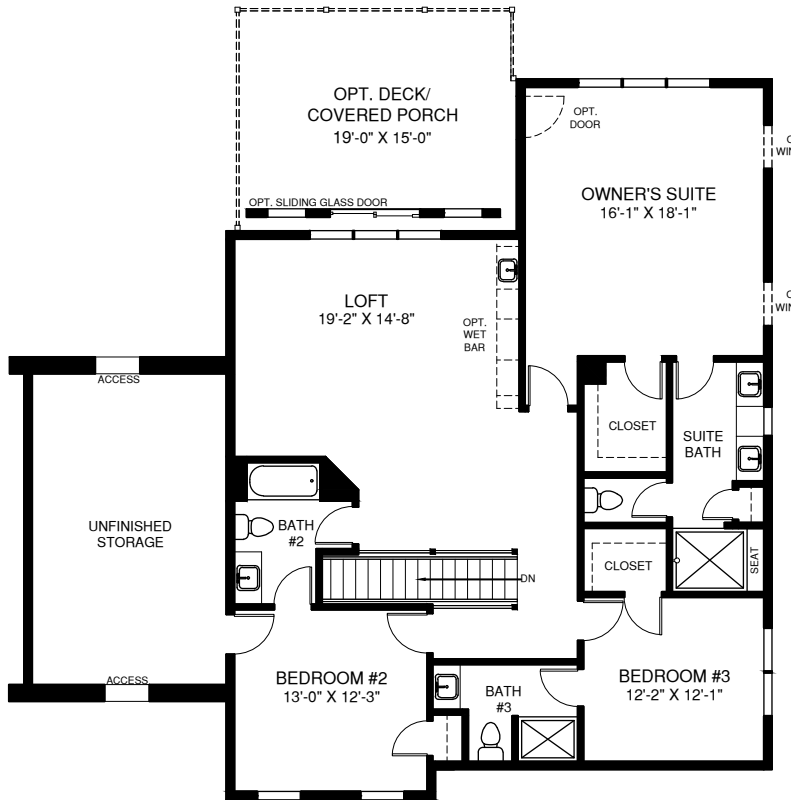 OPT. DECK/
COVERED PORCH
19'-0" X 15'-0"
OPT.
DOOR
OPT. SLIDING GLASS DOOR
OWNER'S SUITE
16'-1" X 18'-1"
LOFT
19'-2" X 14'-8"
OPT.
WET
BAR
ACCESS
CLOSET
SUITE
BATH
UNFINISHED
STORAGE
BATH
#2
CLOSET
SEAT
DN
ACCESS
BEDROOM #2
13'-0" X 12'-3"
BATH
#3
BEDROOM #3
12'-2" X 12'-1"